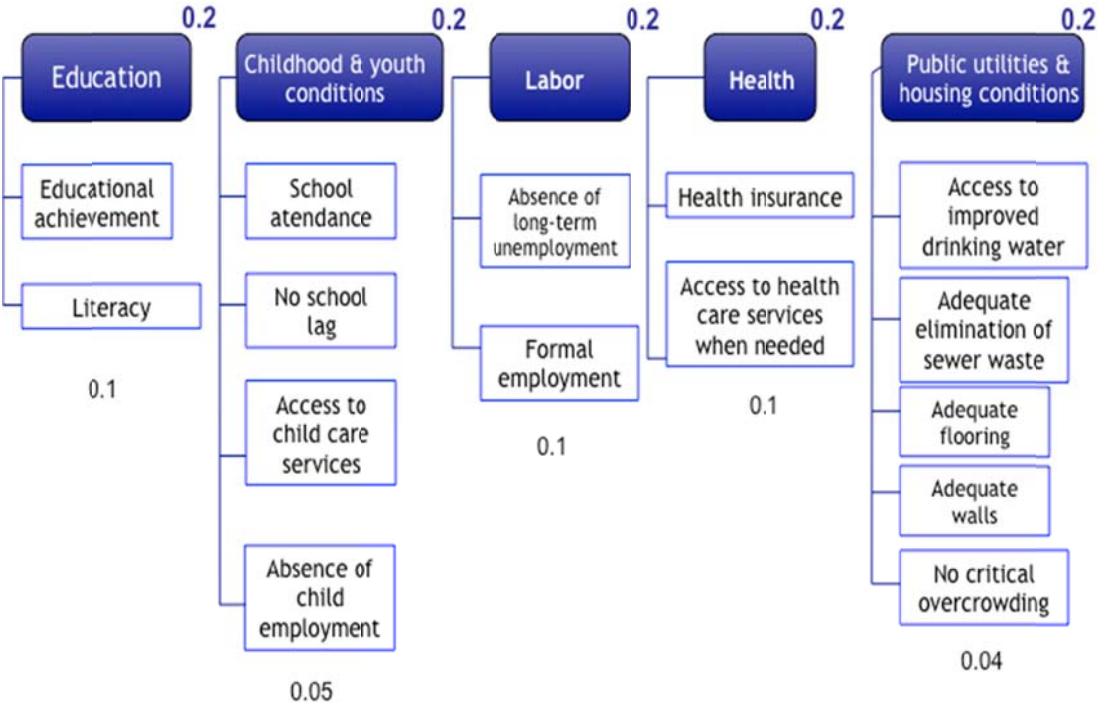 0.2
Education
Educational
achievement
Literacy
0.1
0.2
Childhood & youth
conditions
School
atendance
No school
lag
Access to
child care
services
Absence of
child
employment
0.05
0.2
Labor
Absence of
long-term
unemployment
Formal
employment
0.1
0.2
Health
Health insurance
Access to health
care services
when needed
0.1
0.2
Public utilities &
housing conditions
Access to
improved
drinking water
Adequate
elimination of
sewer waste
Adequate
flooring
Adequate
walls
No critical
overcrowding
0.04